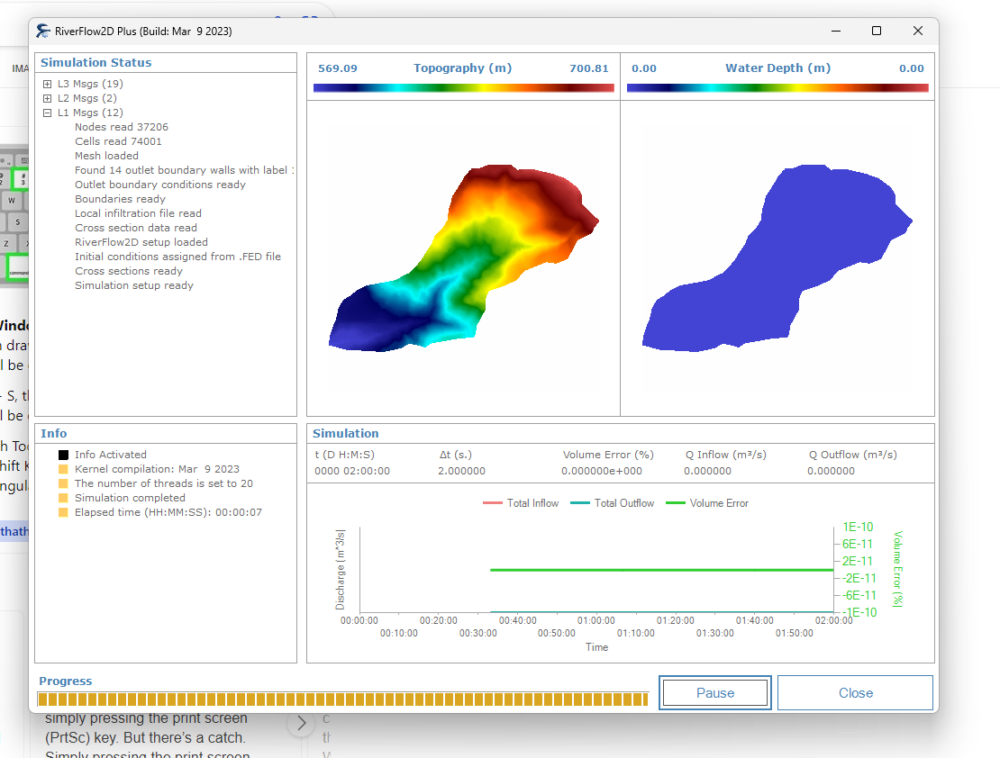 RiverFlow2D Plus (Build: Mar 9 2023)
IMA
Simulation Status
L3 Msgs (19)
L2 Msgs (2)
L1 Msgs (12)
Nodes read 37206
Cells read 74001
Mesh loaded
Found 14 outlet boundary walls with label
Outlet boundary conditions ready
Boundaries ready
Local infiltration file read
Cross section data read
RiverFlow2D setup loaded
Initial conditions assigned from .FED file
Cross sections ready
Simulation setup ready
569.09 Topography (m) 700.81
0.00 Water Depth (m) 0.00
#
3
W
S
Z
command
Info
Info Activated
Kernel compilation: Mar 9 2023
The number of threads is set to 20
Simulation completed
Elapsed time (HH:MM:SS): 00:00:07
Simulation
t (D H:M:S) Δt (s.) Volume Error (%) Q Inflow (m³/s) Q Outflow (m³/s)
0000 02:00:00 2.000000 0.000000e+000 0.000000 0.000000
Total Inflow Total Outflow Volume Error
Discharge (m^3/s|
1E-10
6E-11
2E-11
-2E-11
-6E-11
-1E-10
Volume Error (%|
00:00:00 00:20:00 00:40:00 01:00:00 01:20:00 01:40:00 02:00:00
00:10:00 00:30:00 00:50:00 01:10:00 01:30:00 01:50:00
Time
Progress
Pause Close
simply pressing the print screen
(PrtSc) key. But there's a catch.
Simply pressing the print screen